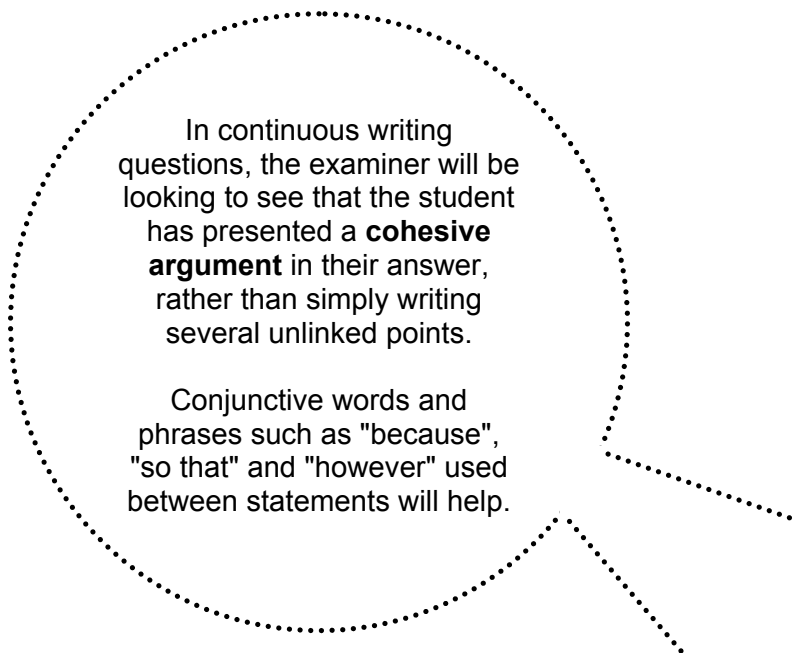 In continuous writing
questions, the examiner will be
looking to see that the student
has presented a cohesive
argument in their answer,
rather than simply writing
several unlinked points.
Conjunctive words and
phrases such as "because",
"so that" and "however" used
between statements will help.